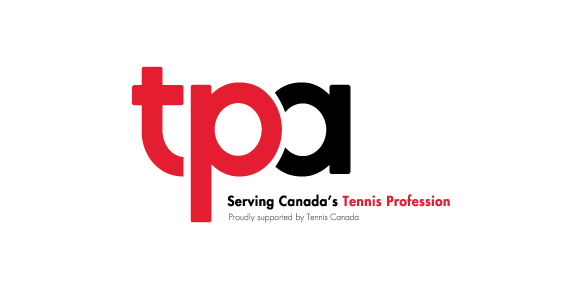 tpa
Serving Canada's Tennis Profession
Proudly supported by Tennis Canada